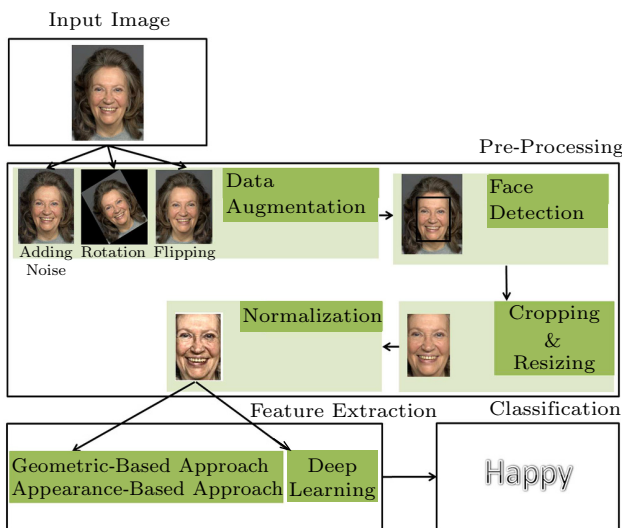 Input Image
Pre-Processing
Data
Augmentation
Face
Detection
Adding
Noise
Rotation
Flipping
Normalization
Cropping
&
Resizing
Feature Extraction
Classification
Geometric-Based Approach
Appearance-Based Approach
Deep
Learning
Happy